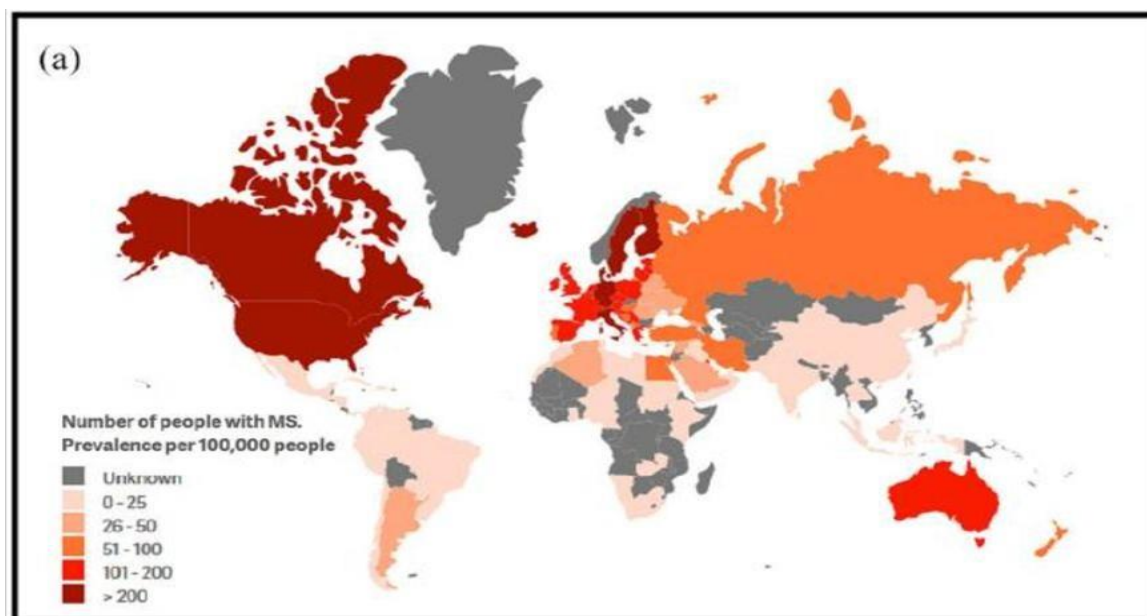 (a)
Number of people with MS.
Prevalence per 100,000 people
Unknown
0 - 25
26 - 50
51 - 100
101 - 200
> 200